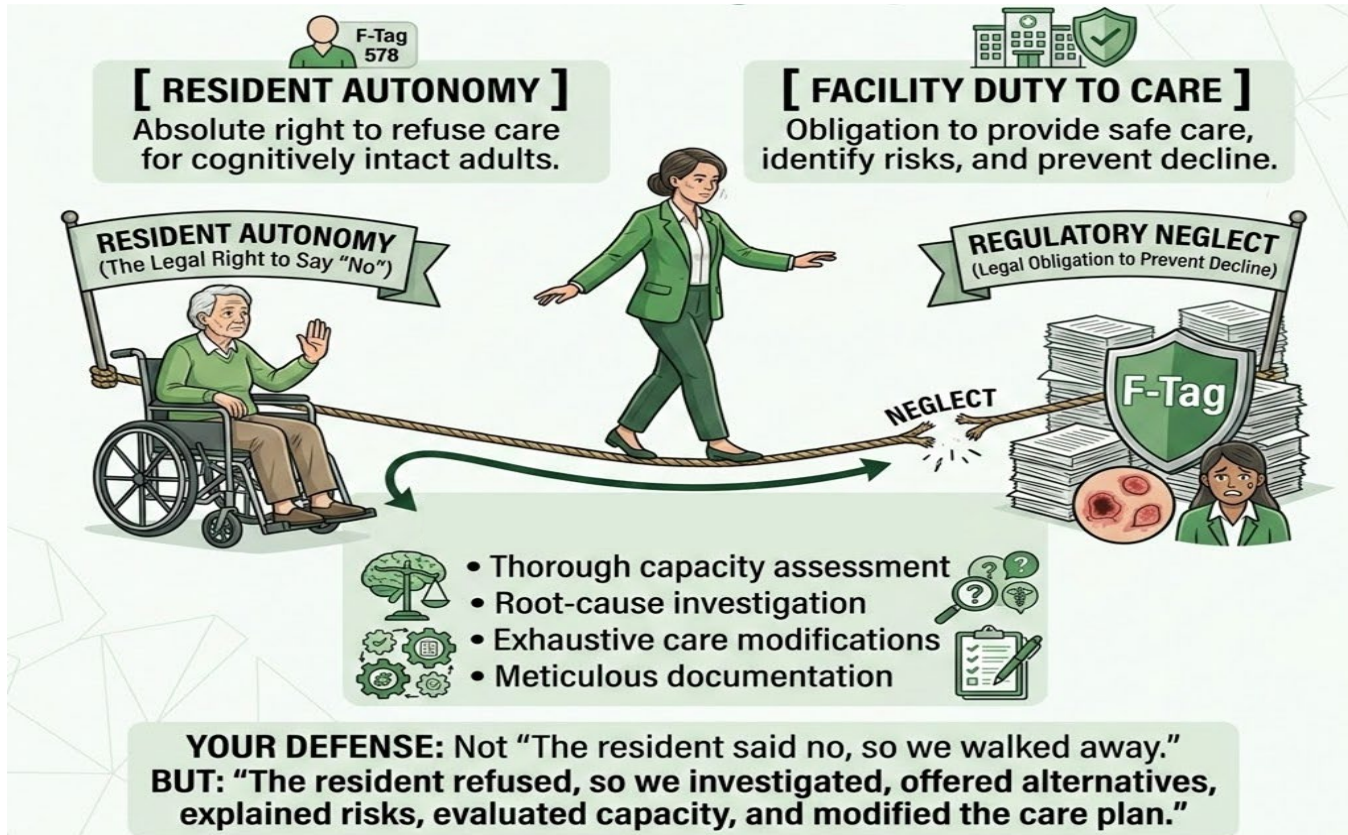 F-Tag
578
[ RESIDENT AUTONOMY ]
Absolute right to refuse care
for cognitively intact adults.
[ FACILITY DUTY TO CARE ]
Obligation to provide safe care,
identify risks, and prevent decline.
RESIDENT AUTONOMY
(The Legal Right to Say “No”)
REGULATORY NEGLECT
(Legal Obligation to Prevent Decline)
NEGLECT
F-Tag
• Thorough capacity assessment
• Root-cause investigation
• Exhaustive care modifications
• Meticulous documentation
YOUR DEFENSE: Not “The resident said no, so we walked away.”
BUT: “The resident refused, so we investigated, offered alternatives,
explained risks, evaluated capacity, and modified the care plan.”